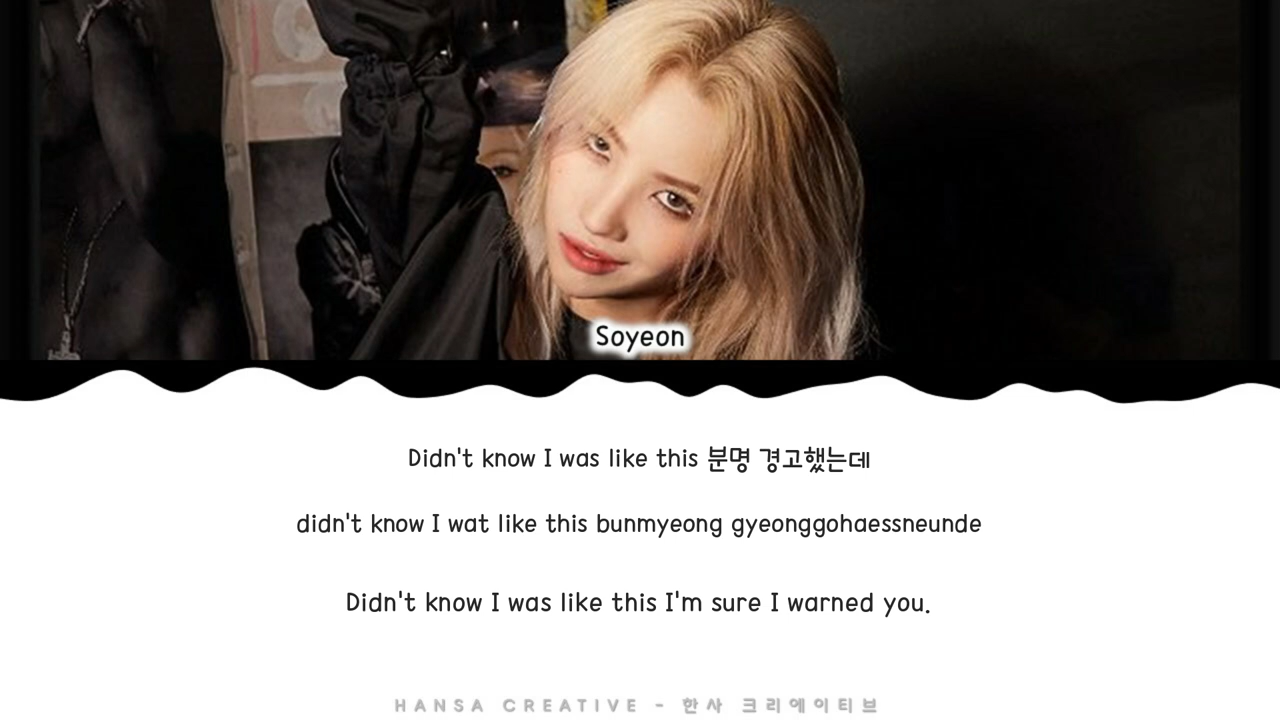 Soyeon
Didn't know I was like this 분명 경고했는데
didn't know I wat like this bunmyeong gyeonggohaessneunde
Didn't know I was like this I'm sure I warned you.
HANSA CREATIVE - 한사 크리에이티브